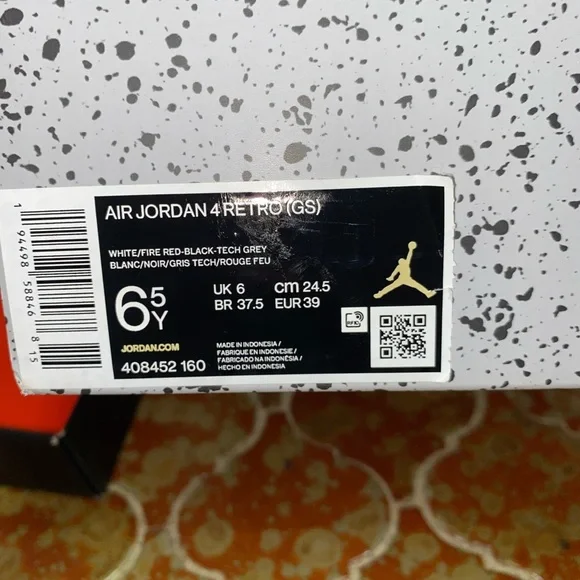 AIR JORDAN 4 RETRO (GS)
WHITE/FIRE RED-BLACK-TECH GREY
BLANC/NOIR/GRIS TECH/ROUGE FEU
6 5 Y
UK 6 cm 24.5
BR 37.5 EUR 39
JORDAN.COM
408452 160
MADE IN INDONESIA /
FABRIQUE EN INDONESIE /
FABRICADO NA INDONÉSIA /
HECHO EN INDONESIA
RFID
1 94498 58846 8 15